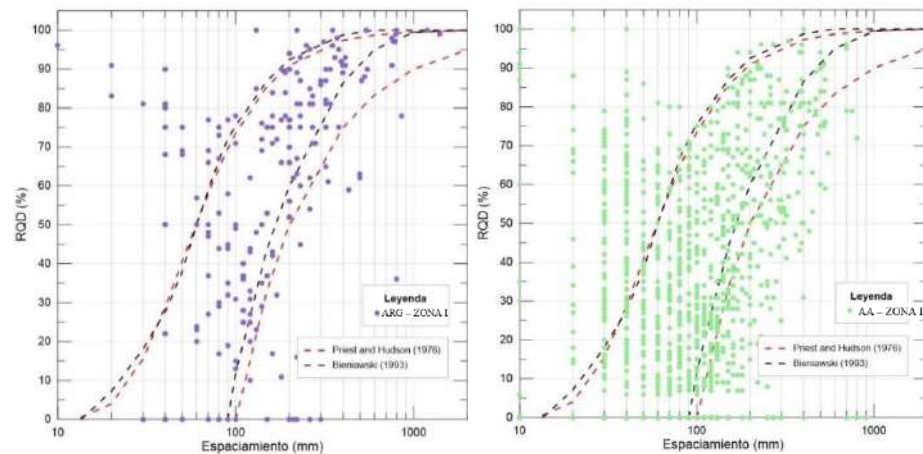 100
90
80
70
60
50
40
30
20
10
0
RQD (%)
10
100
1000
Espaciamiento (mm)
Leyenda
ARG – ZONA I
Priest and Hudson (1976)
Bieniawski (1993)
100
90
80
70
60
50
40
30
20
10
0
RQD (%)
10
100
1000
Espaciamiento (mm)
Leyenda
AA – ZONA I
Priest and Hudson (1976)
Bieniawski (1993)